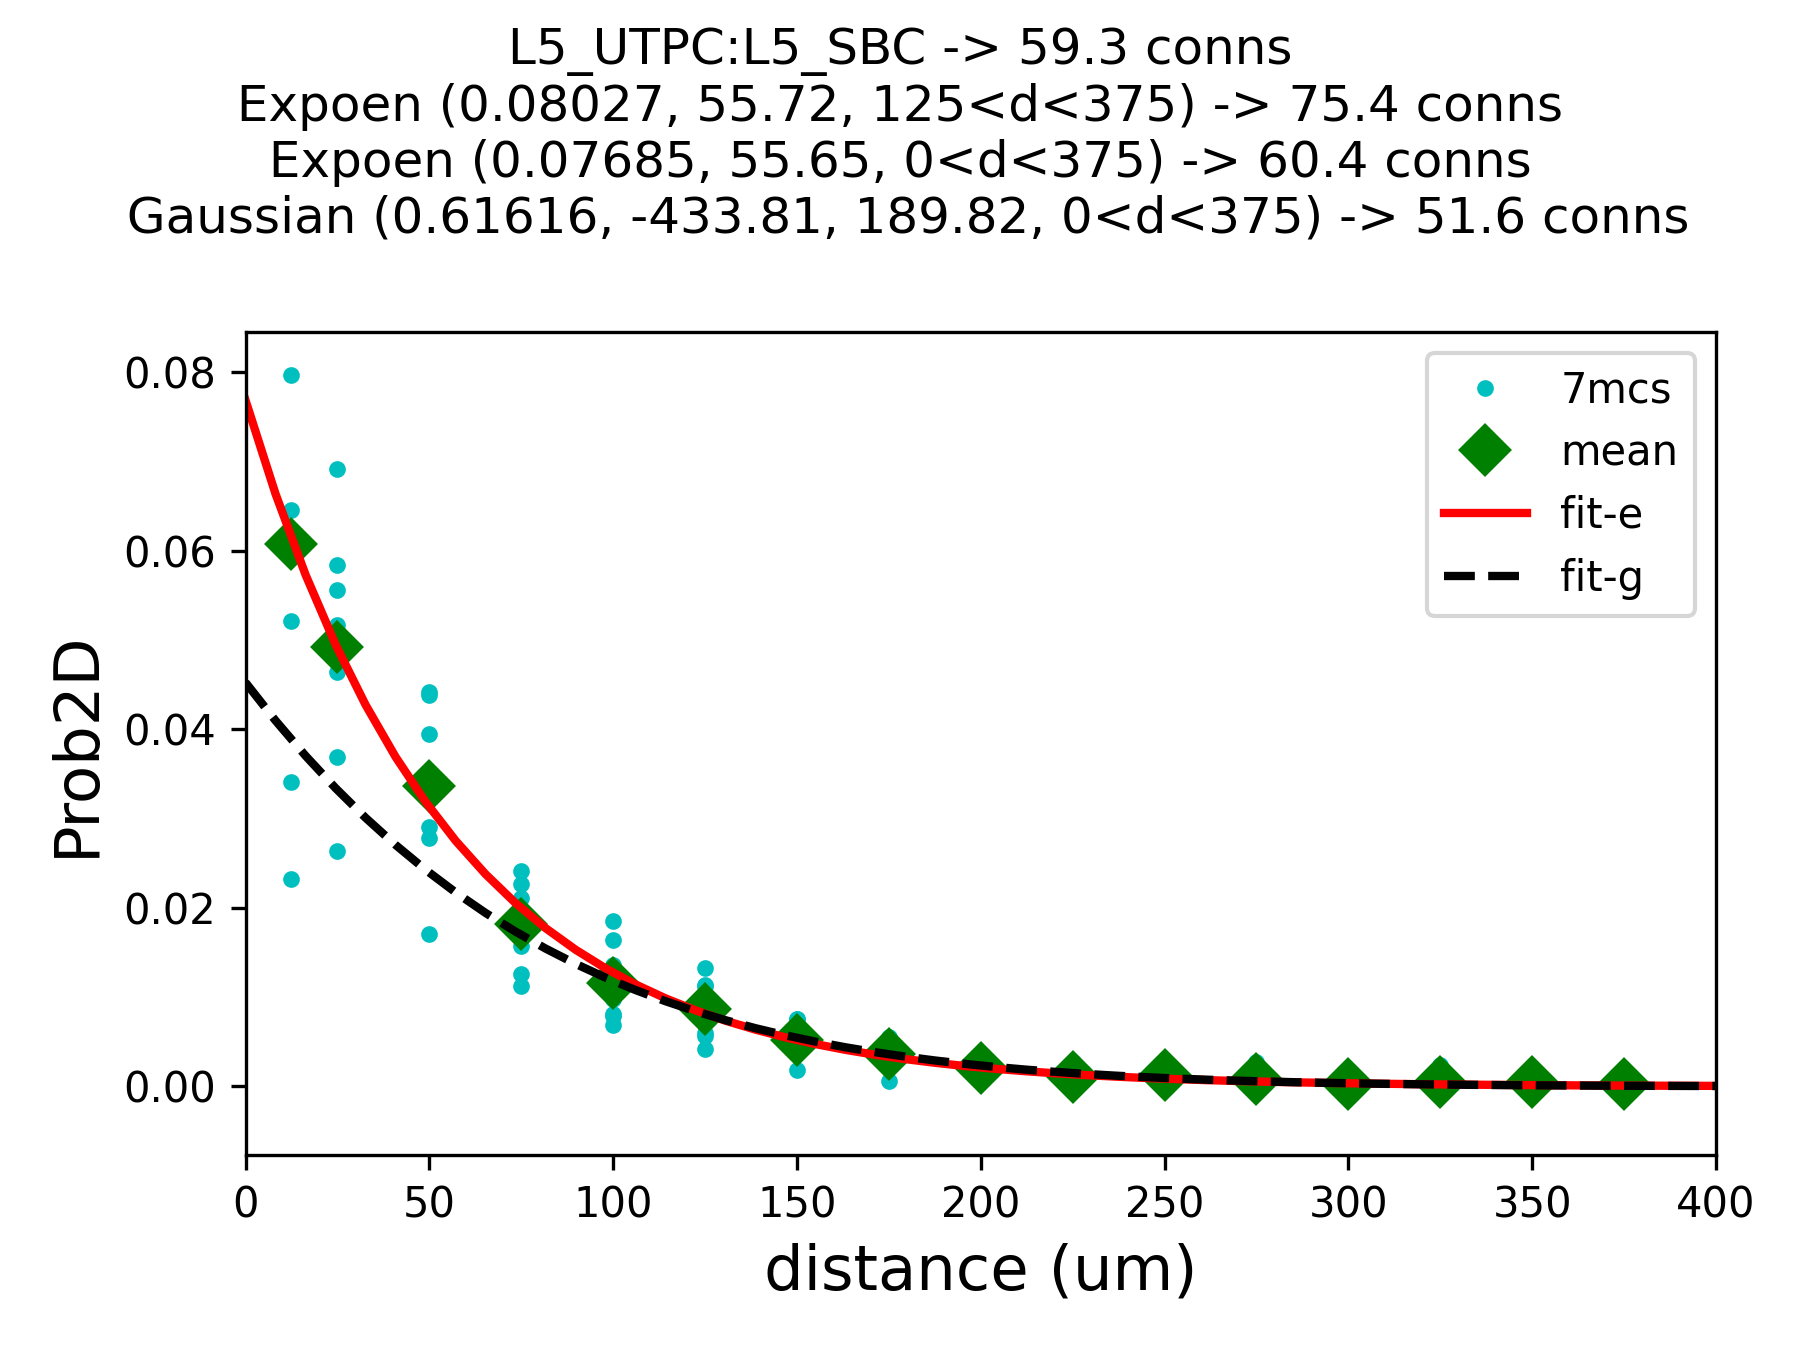 L5_UTPC:L5_SBC -> 59.3 conns
Expoen (0.08027, 55.72, 125<d<375) -> 75.4 conns
Expoen (0.07685, 55.65, 0<d<375) -> 60.4 conns
Gaussian (0.61616, -433.81, 189.82, 0<d<375) -> 51.6 conns
7mcs
mean
fit-e
fit-g
Prob2D
0.08
0.06
0.04
0.02
0.00
0 50 100 150 200 250 300 350 400
distance (um)